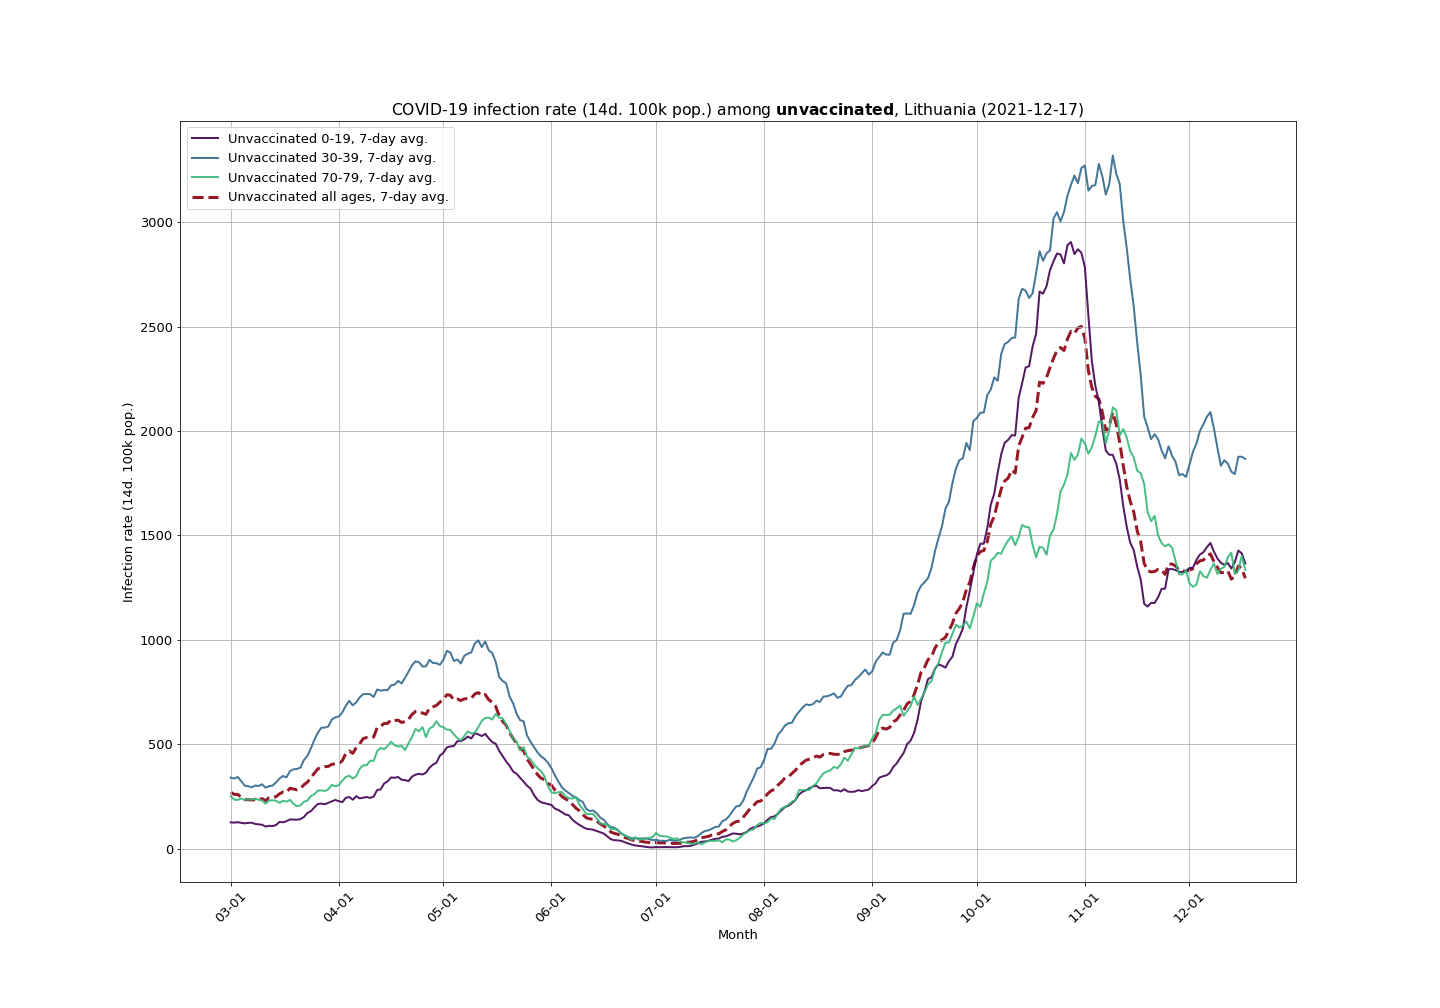 COVID-19 infection rate (14d. 100k pop.) among unvaccinated, Lithuania (2021-12-17)
Unvaccinated 0-19, 7-day avg.
Unvaccinated 30-39, 7-day avg.
Unvaccinated 70-79, 7-day avg.
Unvaccinated all ages, 7-day avg.
Infection rate (14d. 100k pop.)
3000
2500
2000
1500
1000
500
0
03-01 04-01 05-01 06-01 07-01 08-01 09-01 10-01 11-01 12-01
Month